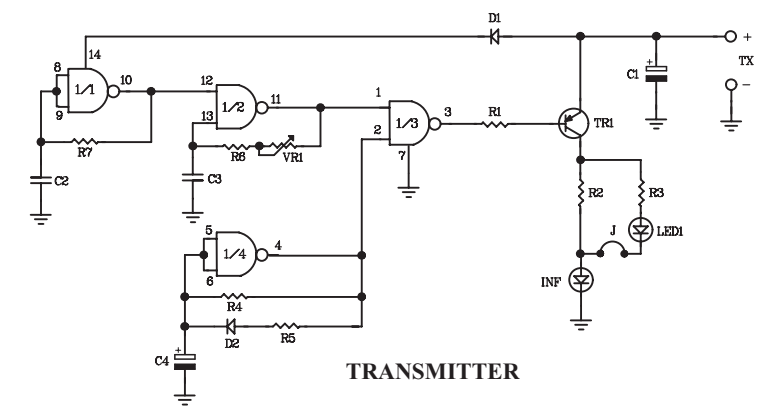 D1
+
14
TX
8
10
12
1/1
C1
11
1
9
13
1/2
−
3
R1
1/3
TR1
2
R7
R6
VR1
7
C2
C3
R2
R3
5
J
LED1
4
1/4
6
INF
R4
D2
R5
+
C4
+
TRANSMITTER